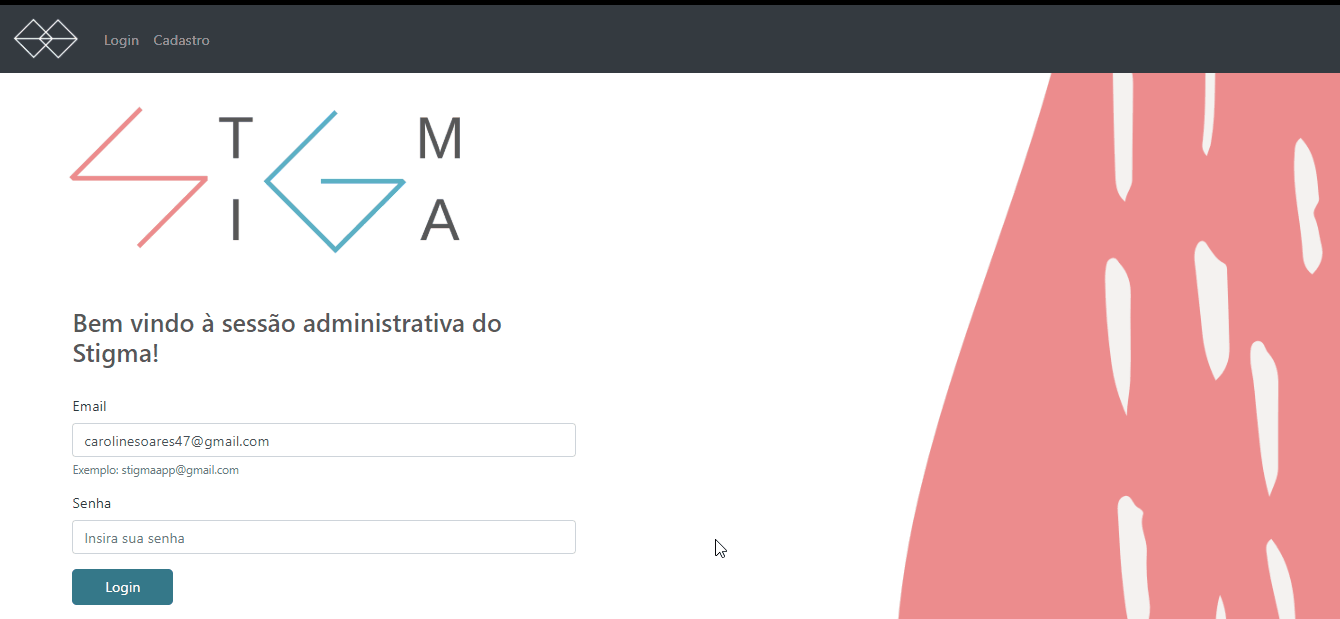 Login Cadastro
STIGMA
Bem vindo à sessão administrativa do
Stigma!
Email
carolinesoares47@gmail.com
Exemplo: stigmaapp@gmail.com
Senha
Insira sua senha
Login